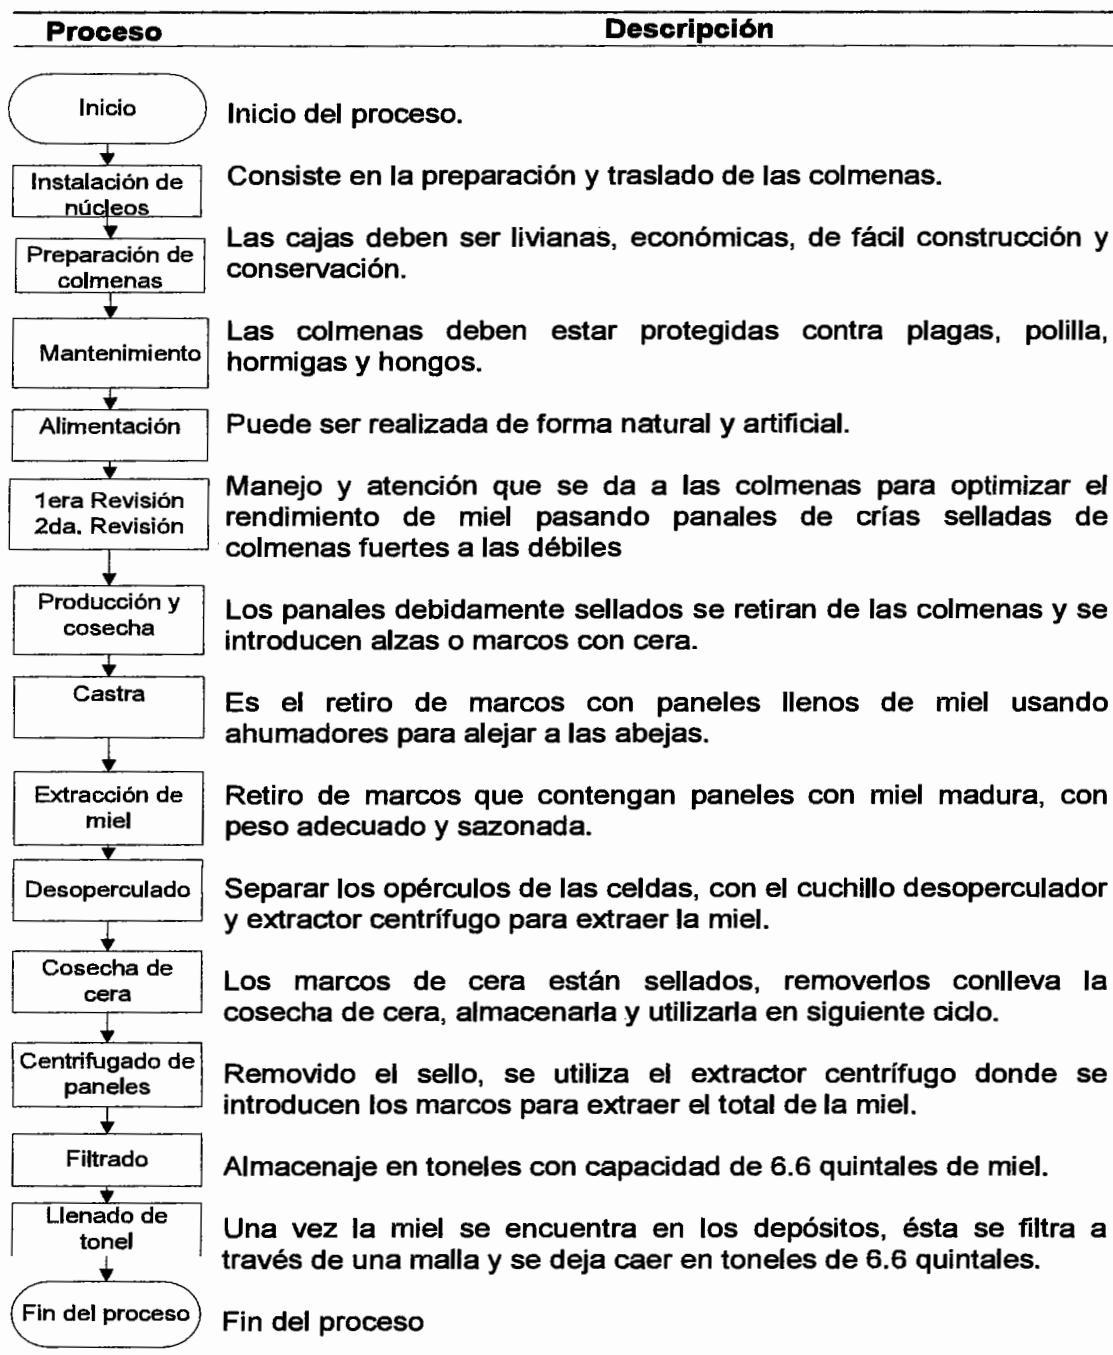 Proceso Descripción
Inicio
Inicio del proceso.
Instalación de
núcleos
Consiste en la preparación y traslado de las colmenas.
Preparación de
colmenas
Las cajas deben ser livianas, económicas, de fácil construcción y
conservación.
Mantenimiento
Las colmenas deben estar protegidas contra plagas, polilla,
hormigas y hongos.
Alimentación
Puede ser realizada de forma natural y artificial.
1era Revisión
2da. Revisión
Manejo y atención que se da a las colmenas para optimizar el
rendimiento de miel pasando panales de crías selladas de
colmenas fuertes a las débiles
Producción y
cosecha
Los panales debidamente sellados se retiran de las colmenas y se
introducen alzas o marcos con cera.
Castra
Es el retiro de marcos con paneles llenos de miel usando
ahumadores para alejar a las abejas.
Extracción de
miel
Retiro de marcos que contengan paneles con miel madura, con
peso adecuado y sazonada.
Desoperculado
Separar los opérculos de las celdas, con el cuchillo desoperculador
y extractor centrífugo para extraer la miel.
Cosecha de
cera
Los marcos de cera están sellados, removerlos conlleva la
cosecha de cera, almacenarla y utilizarla en siguiente ciclo.
Centrifugado de
paneles
Removido el sello, se utiliza el extractor centrífugo donde se
introducen los marcos para extraer el total de la miel.
Filtrado
Almacenaje en toneles con capacidad de 6.6 quintales de miel.
Llenado de
tonel
Una vez la miel se encuentra en los depósitos, ésta se filtra a
través de una malla y se deja caer en toneles de 6.6 quintales.
Fin del proceso
Fin del proceso